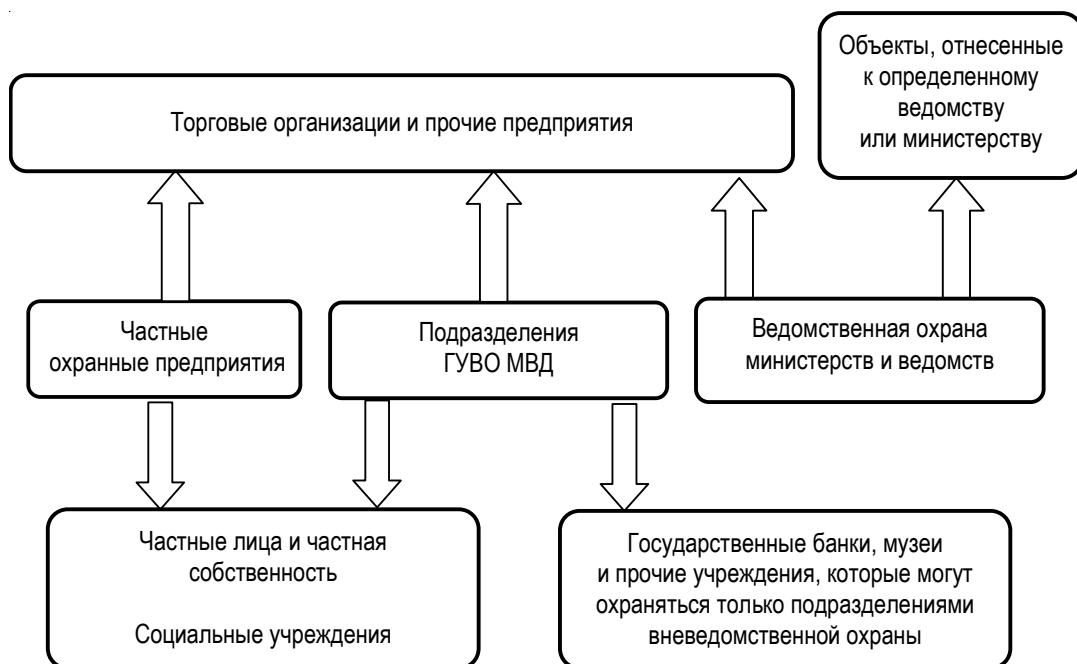 Объекты, отнесенные
к определенному
ведомству
или министерству
Торговые организации и прочие предприятия
Частные
охранные предприятия
Подразделения
ГУВО МВД
Ведомственная охрана
министерств и ведомств
Частные лица и частная
собственность
Социальные учреждения
Государственные банки, музеи
и прочие учреждения, которые могут
охраняться только подразделениями
вневедомственной охраны